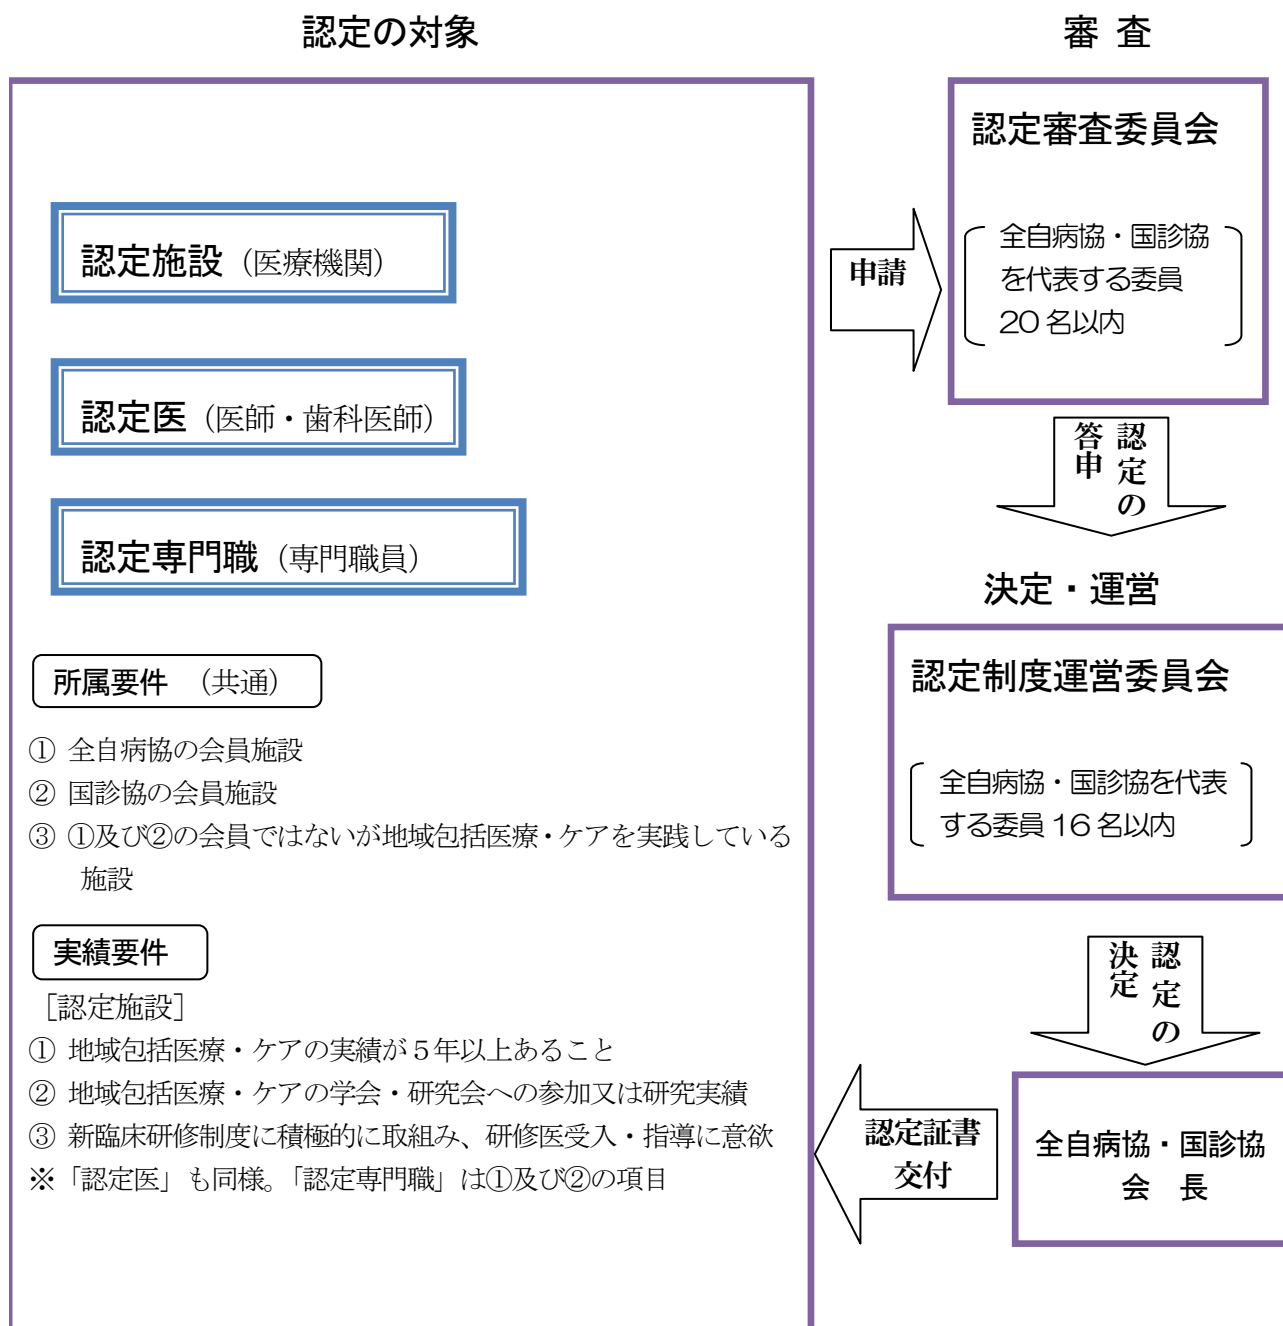 認定の対象
認定施設（医療機関）
認定医（医師・歯科医師）
認定専門職（専門職員）
所属要件　（共通）
① 全自病協の会員施設
② 国診協の会員施設
③ ①及び②の会員ではないが地域包括医療・ケアを実践している
施設
実績要件
［認定施設］
① 地域包括医療・ケアの実績が５年以上あること
② 地域包括医療・ケアの学会・研究会への参加又は研究実績
③ 新臨床研修制度に積極的に取組み、研修医受入・指導に意欲
※「認定医」も同様。「認定専門職」は①及び②の項目
審 査
申請
認定審査委員会
全自病協・国診協
を代表する委員
20 名以内
認定の
答申
決定・運営
認定制度運営委員会
全自病協・国診協を代表
する委員 16 名以内
認定の
決定
全自病協・国診協
会　長
認定証書
交付